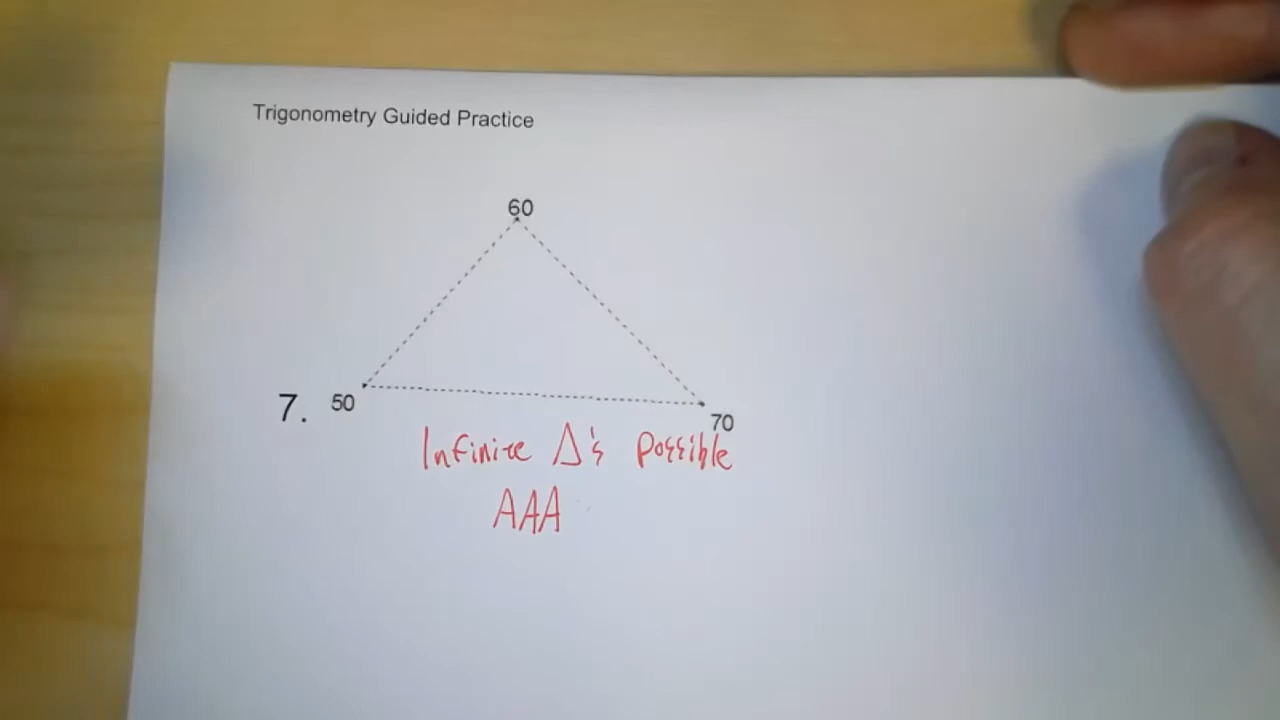 Trigonometry Guided Practice
60
7. 50
70
Infinite Δ's Possible
AAA